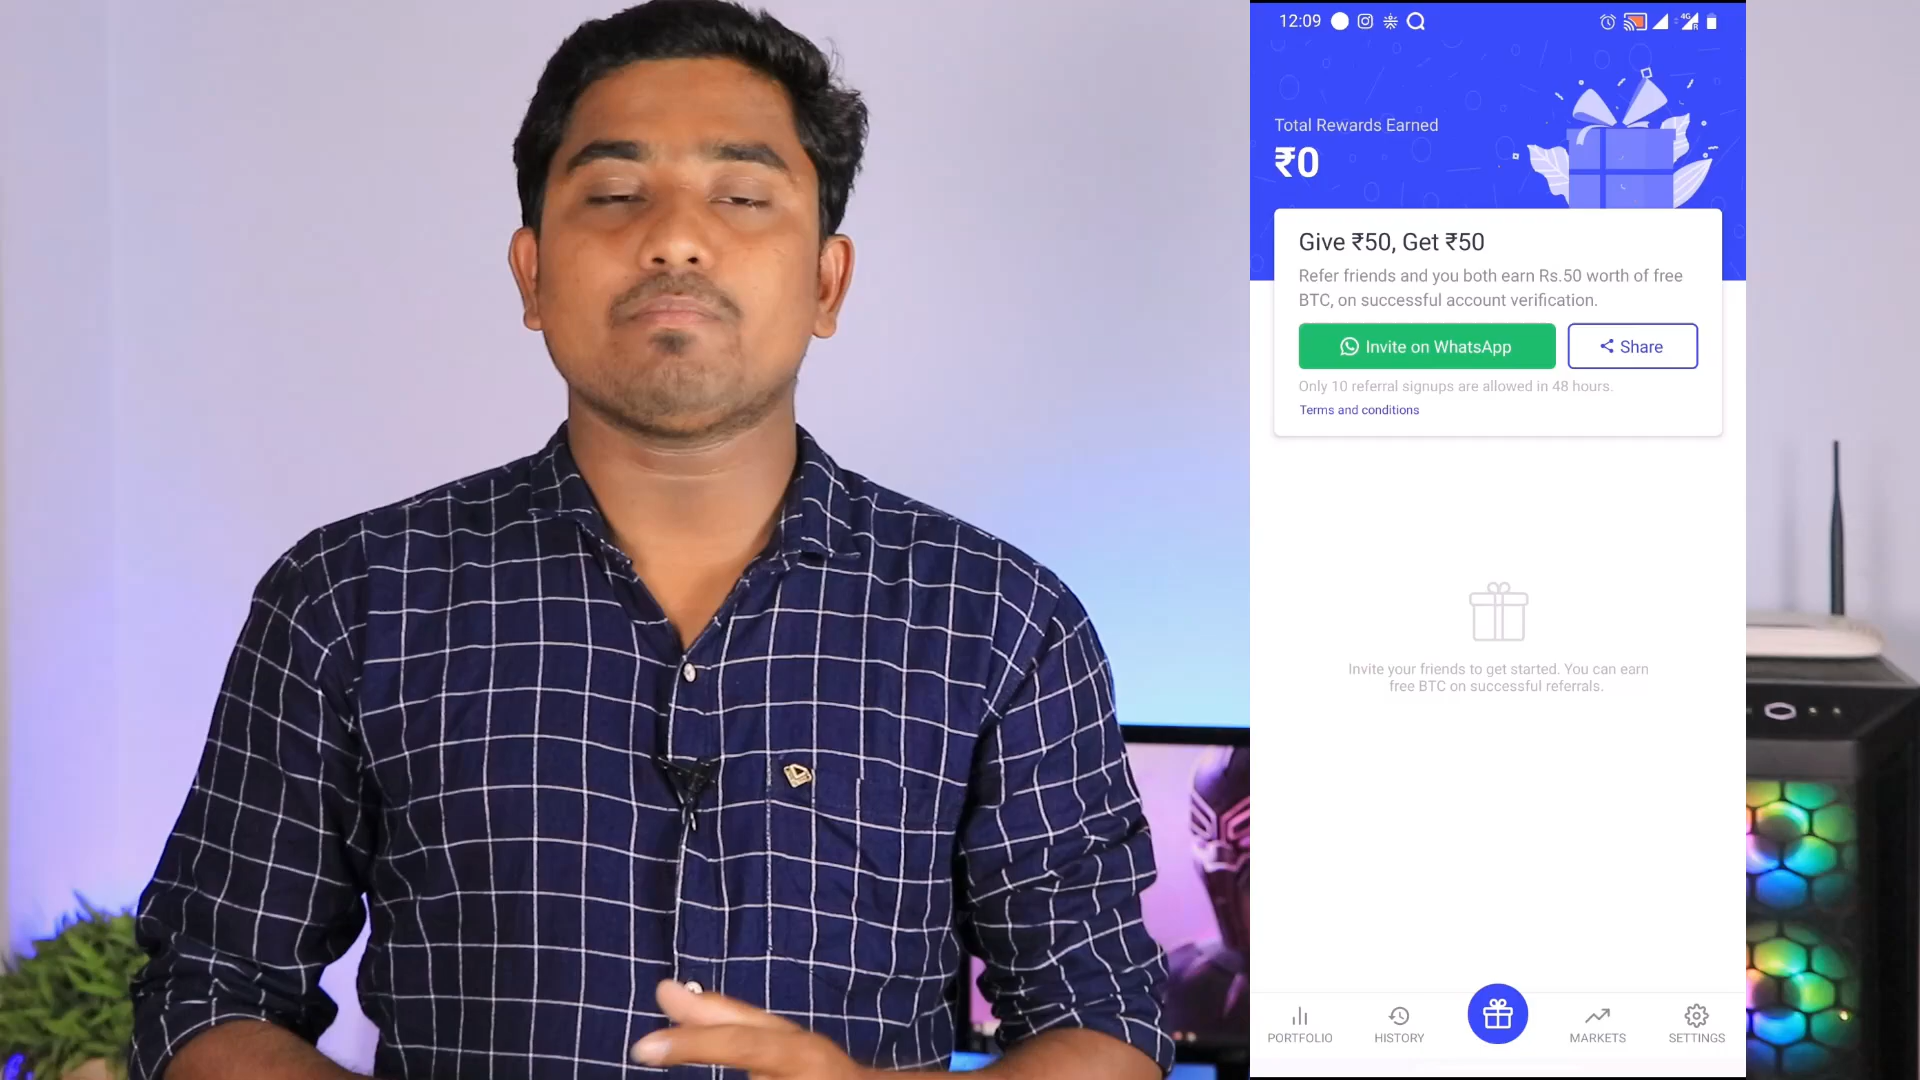 12:09
Total Rewards Earned
₹0
Give ₹50, Get ₹50
Refer friends and you both earn Rs.50 worth of free
BTC, on successful account verification.
Invite on WhatsApp
Share
Only 10 referral signups are allowed in 48 hours.
Terms and conditions
Invite your friends to get started. You can earn
free BTC on successful referrals.
PORTFOLIO
HISTORY
MARKETS
SETTINGS